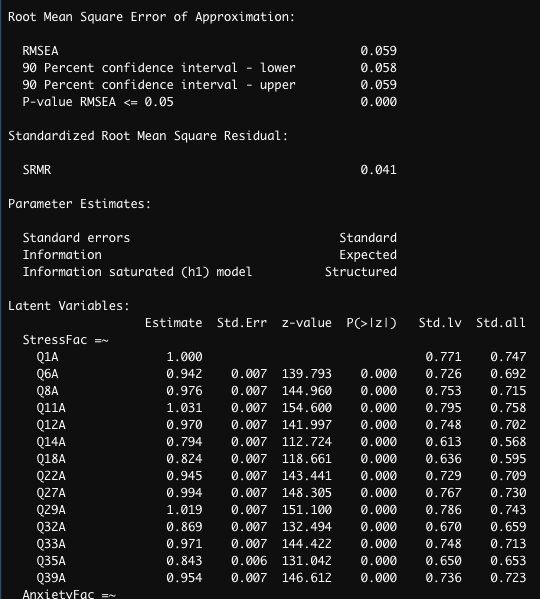 Root Mean Square Error of Approximation:
RMSEA 0.059
90 Percent confidence interval - lower 0.058
90 Percent confidence interval - upper 0.059
P-value RMSEA <= 0.05 0.000
Standardized Root Mean Square Residual:
SRMR 0.041
Parameter Estimates:
Standard errors Standard
Information Expected
Information saturated (h1) model Structured
Latent Variables:
Estimate Std.Err z-value P(>|z|) Std.lv Std.all
StressFac =~
Q1A 1.000 0.771 0.747
Q6A 0.942 0.007 139.793 0.000 0.726 0.692
Q8A 0.976 0.007 144.960 0.000 0.753 0.715
Q11A 1.031 0.007 154.600 0.000 0.795 0.758
Q12A 0.970 0.007 141.997 0.000 0.748 0.702
Q14A 0.794 0.007 112.724 0.000 0.613 0.568
Q18A 0.824 0.007 118.661 0.000 0.636 0.595
Q22A 0.945 0.007 143.441 0.000 0.729 0.709
Q27A 0.994 0.007 148.305 0.000 0.767 0.730
Q29A 1.019 0.007 151.100 0.000 0.786 0.743
Q32A 0.869 0.007 132.494 0.000 0.670 0.659
Q33A 0.971 0.007 144.422 0.000 0.748 0.713
Q35A 0.843 0.006 131.042 0.000 0.650 0.653
Q39A 0.954 0.007 146.612 0.000 0.736 0.723
AnxietyFac =~